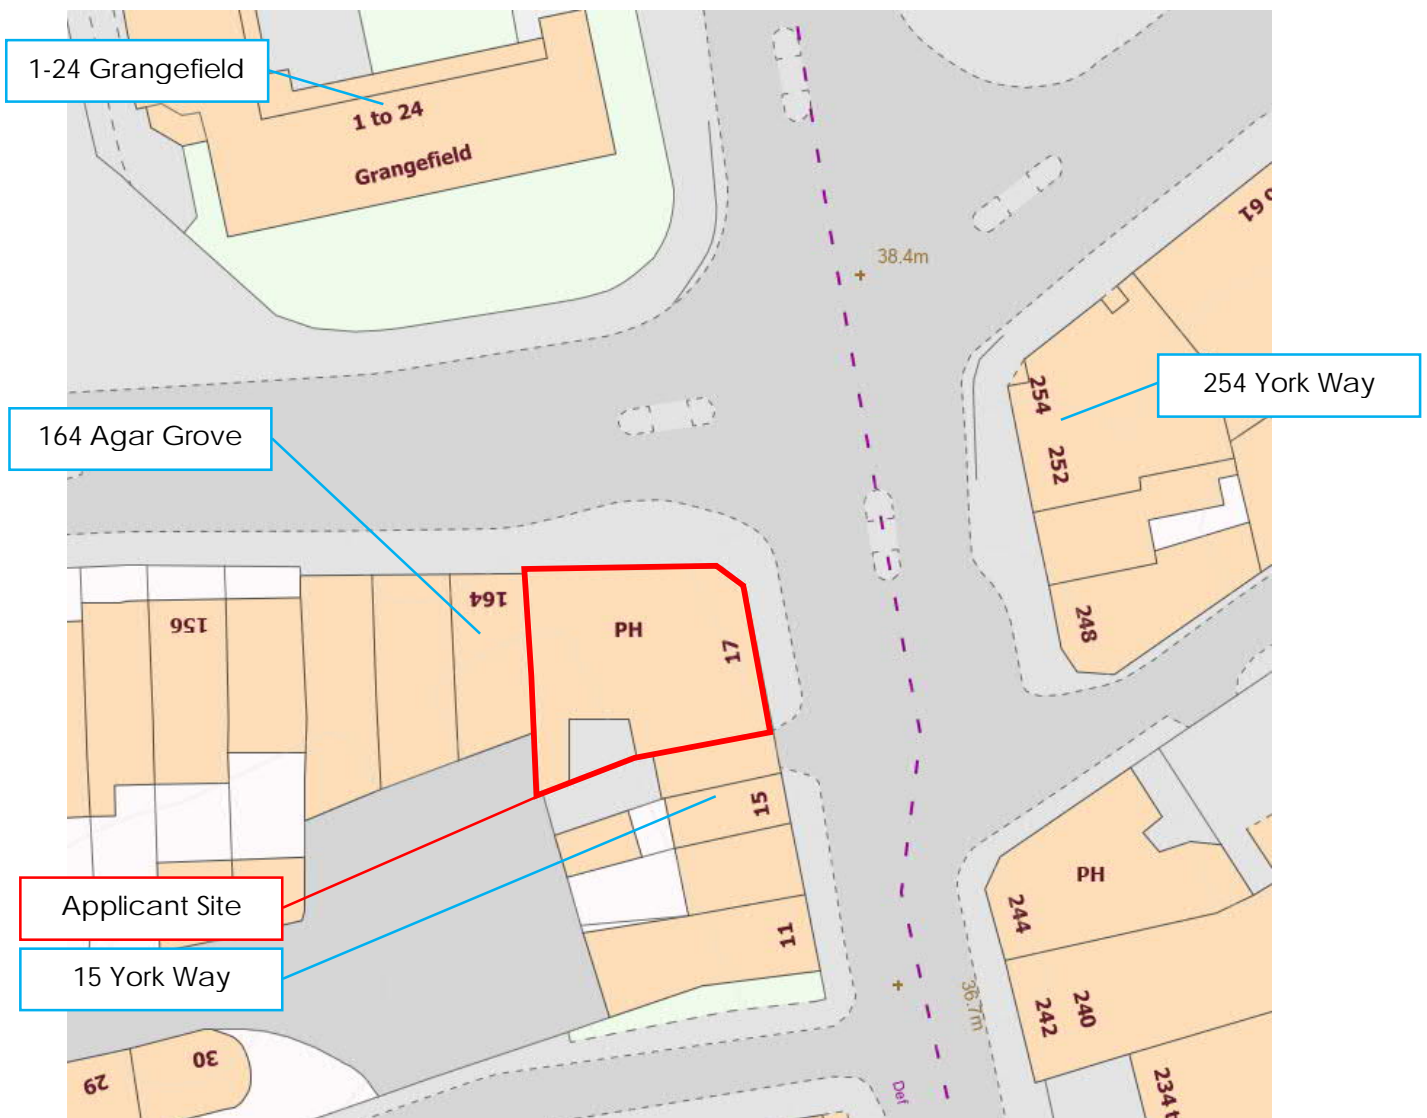 1-24 Grangefield
1 to 24
Grangefield
61
38.4m
254 York Way
254
252
164 Agar Grove
164
156
PH
17
248
15
Applicant Site
PH
244
15 York Way
11
36.7m
240
242
30
29
Def
234 t